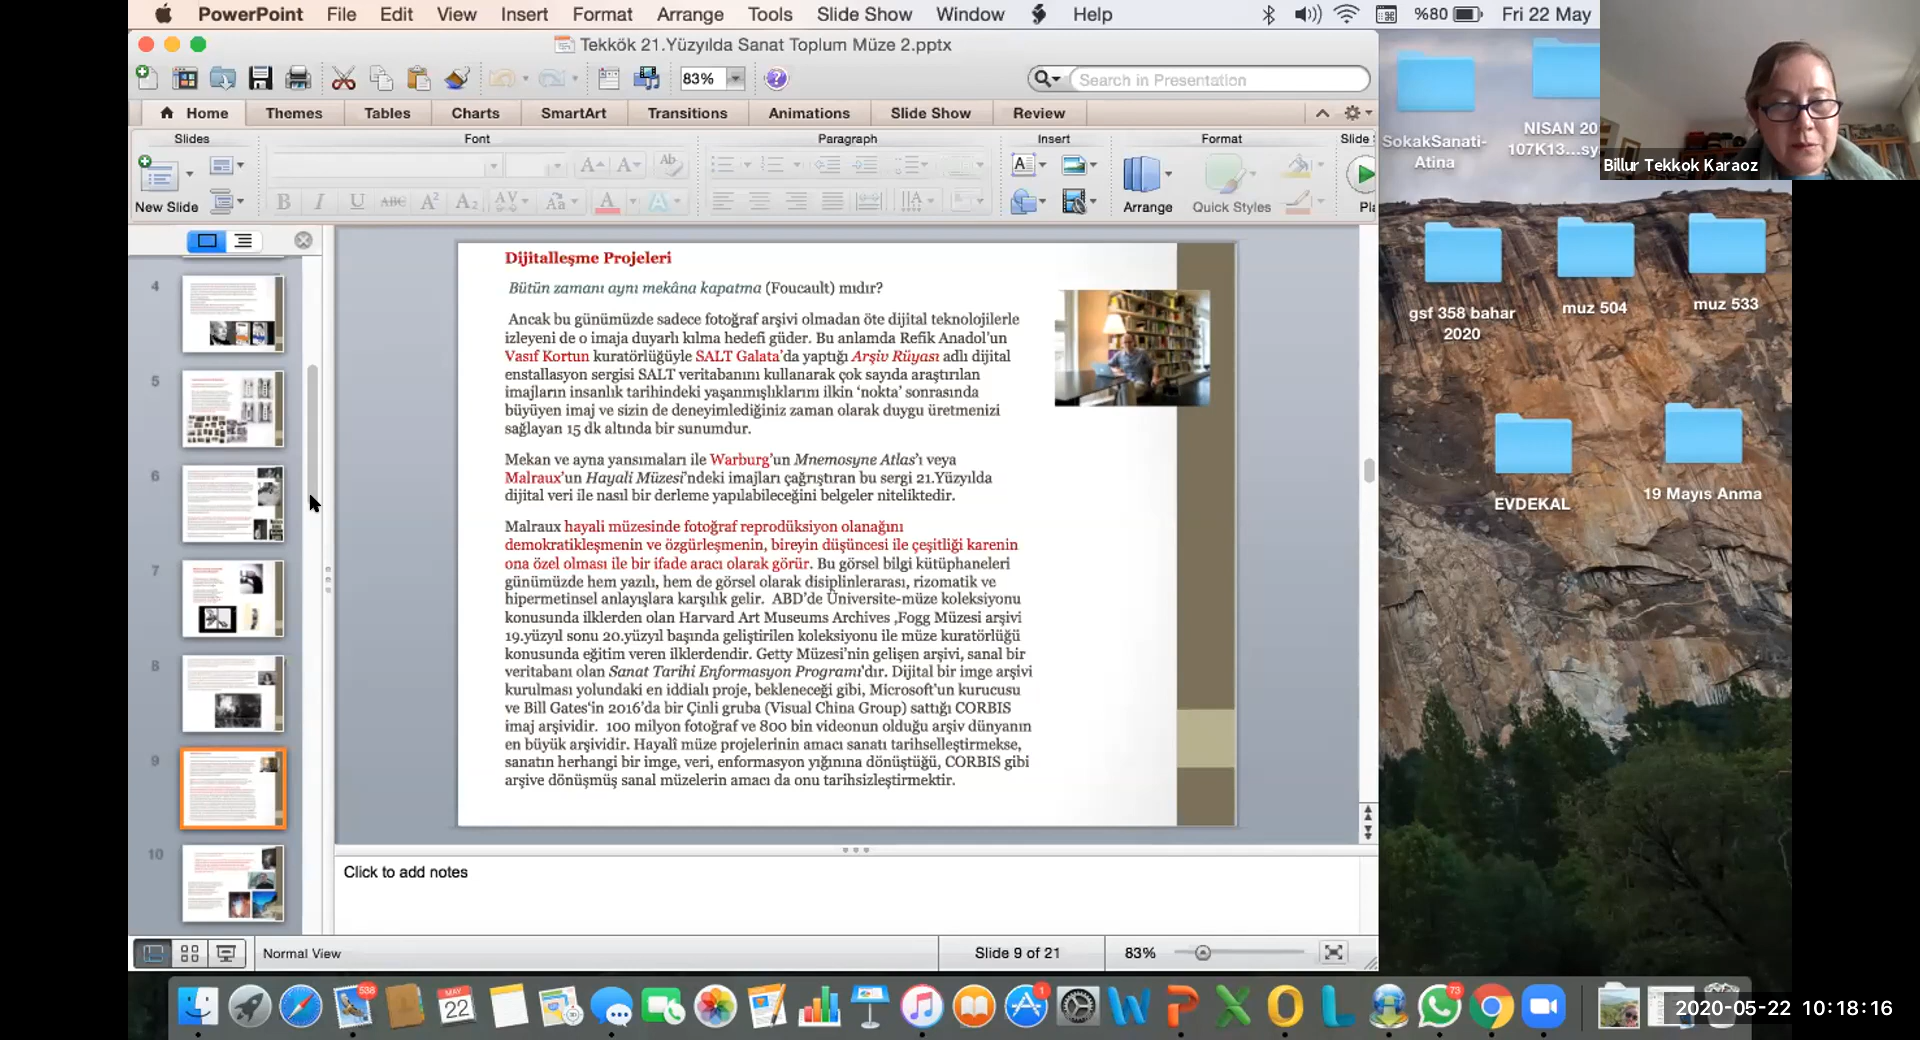 PowerPoint File Edit View Insert Format Arrange Tools Slide Show Window Help %80 Fri 22 May
Tekkök 21.Yüzyılda Sanat Toplum Müze 2.pptx
83% Search in Presentation
Home Themes Tables Charts SmartArt Transitions Animations Slide Show Review
Slides Font Paragraph Insert Format Slide
New Slide Arrange Quick Styles
Dijitalleşme Projeleri
Bütün zamanı aynı mekâna kapatma (Foucault) mıdır?
Ancak bu günümüzde sadece fotoğraf arşivi olmadan öte dijital teknolojilerle
izleyeni de o imaja duyarlı kılma hedefi güder. Bu anlamda Refik Anadol'un
Vasıf Kortun kuratörlüğüyle SALT Galata'da yaptığı Arşiv Rüyası adlı dijital
enstallasyon sergisi SALT veritabanını kullanarak çok sayıda araştırılan
imajların insanlık tarihindeki yaşanmışlıklarını ilkin 'nokta' sonrasında
büyüyen imaj ve sizin de deneyimlediğiniz zaman olarak duygu üretmenizi
sağlayan 15 dk altında bir sunumdur.
Mekan ve ayna yansımaları ile Warburg'un Mnemosyne Atlas'ı veya
Malraux'un Hayali Müzesi'ndeki imajları çağrıştıran bu sergi 21.Yüzyılda
dijital veri ile nasıl bir derleme yapılabileceğini belgeler niteliktedir.
Malraux hayali müzesinde fotoğraf reprodüksiyon olanağını
demokratikleşmenin ve özgürleşmenin, bireyin düşüncesi ile çeşitliği karenin
ona özel olması ile bir ifade aracı olarak görür. Bu görsel bilgi kütüphaneleri
günümüzde hem yazılı, hem de görsel olarak disiplinlerarası, rizomatik ve
hipermetinsel anlayışlara karşılık gelir. ABD'de Üniversite-müze koleksiyonu
konusunda ilklerden olan Harvard Art Museums Archives ,Fogg Müzesi arşivi
19.yüzyıl sonu 20.yüzyıl başında geliştirilen koleksiyonu ile müze kuratörlüğü
konusunda eğitim veren ilklerdendir. Getty Müzesi'nin gelişen arşivi, sanal bir
veritabanı olan Sanat Tarihi Enformasyon Programı'dır. Dijital bir imge arşivi
kurulması yolundaki en iddialı proje, bekleneceği gibi, Microsoft'un kurucusu
ve Bill Gates'in 2016'da bir Çinli gruba (Visual China Group) sattığı CORBIS
imaj arşividir. 100 milyon fotoğraf ve 800 bin videonun olduğu arşiv dünyanın
en büyük arşividir. Hayalî müze projelerinin amacı sanatı tarihselleştirmekse,
sanatın herhangi bir imge, veri, enformasyon yığınına dönüştüğü, CORBIS gibi
arşive dönüşmüş sanal müzelerin amacı da onu tarihsizleştirmektir.
4
5
6
7
8
9
10
Click to add notes
Normal View Slide 9 of 21 83%
SokakSanati-
Atina
NISAN 20
107K13...sy
gsf 358 bahar
2020
muz 504
muz 533
EVDEKAL
19 Mayıs Anma
Billur Tekkok Karaoz
538
MAY
22
1
73
2020-05-22 10:18:16